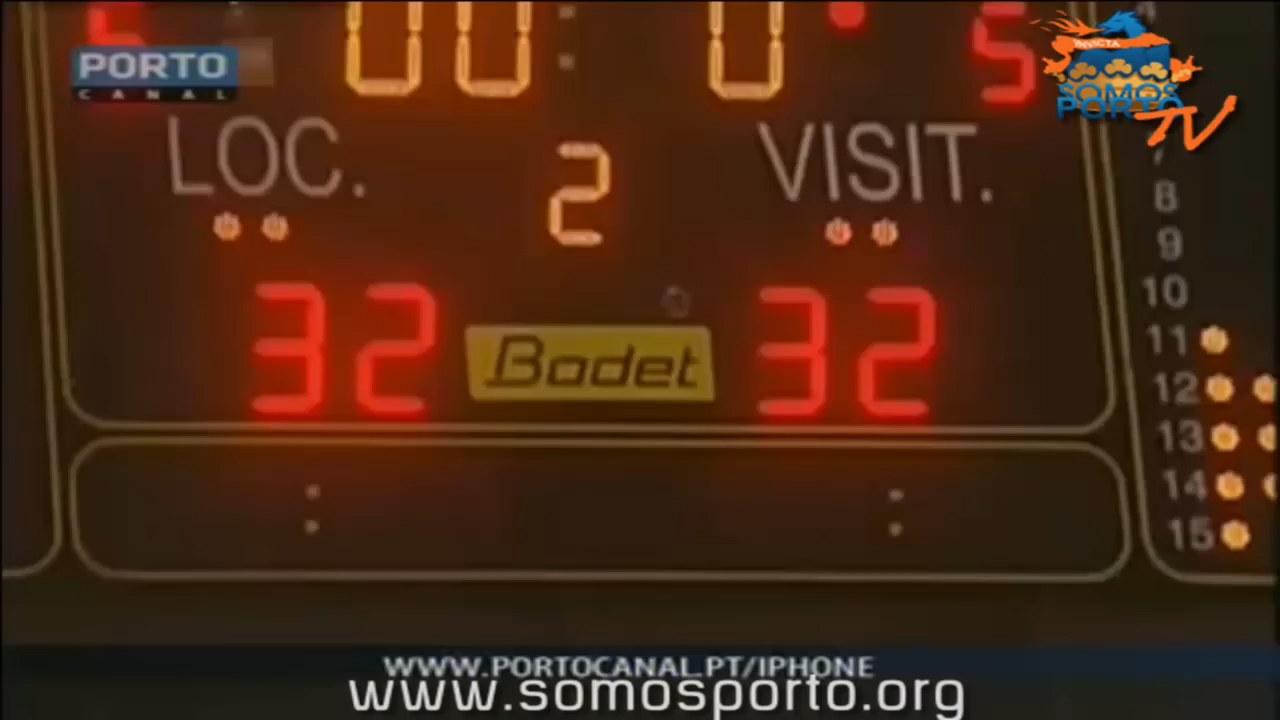 00:0 5
PORTO
CANAL
INVICTA
SOMOS
PORTO
TV
LOC.
2
VISIT.
32
Bodet
32
8
9
10
11
12
13
14
15
WWW.PORTOCANAL.PT/IPHONE
www.somosporto.org